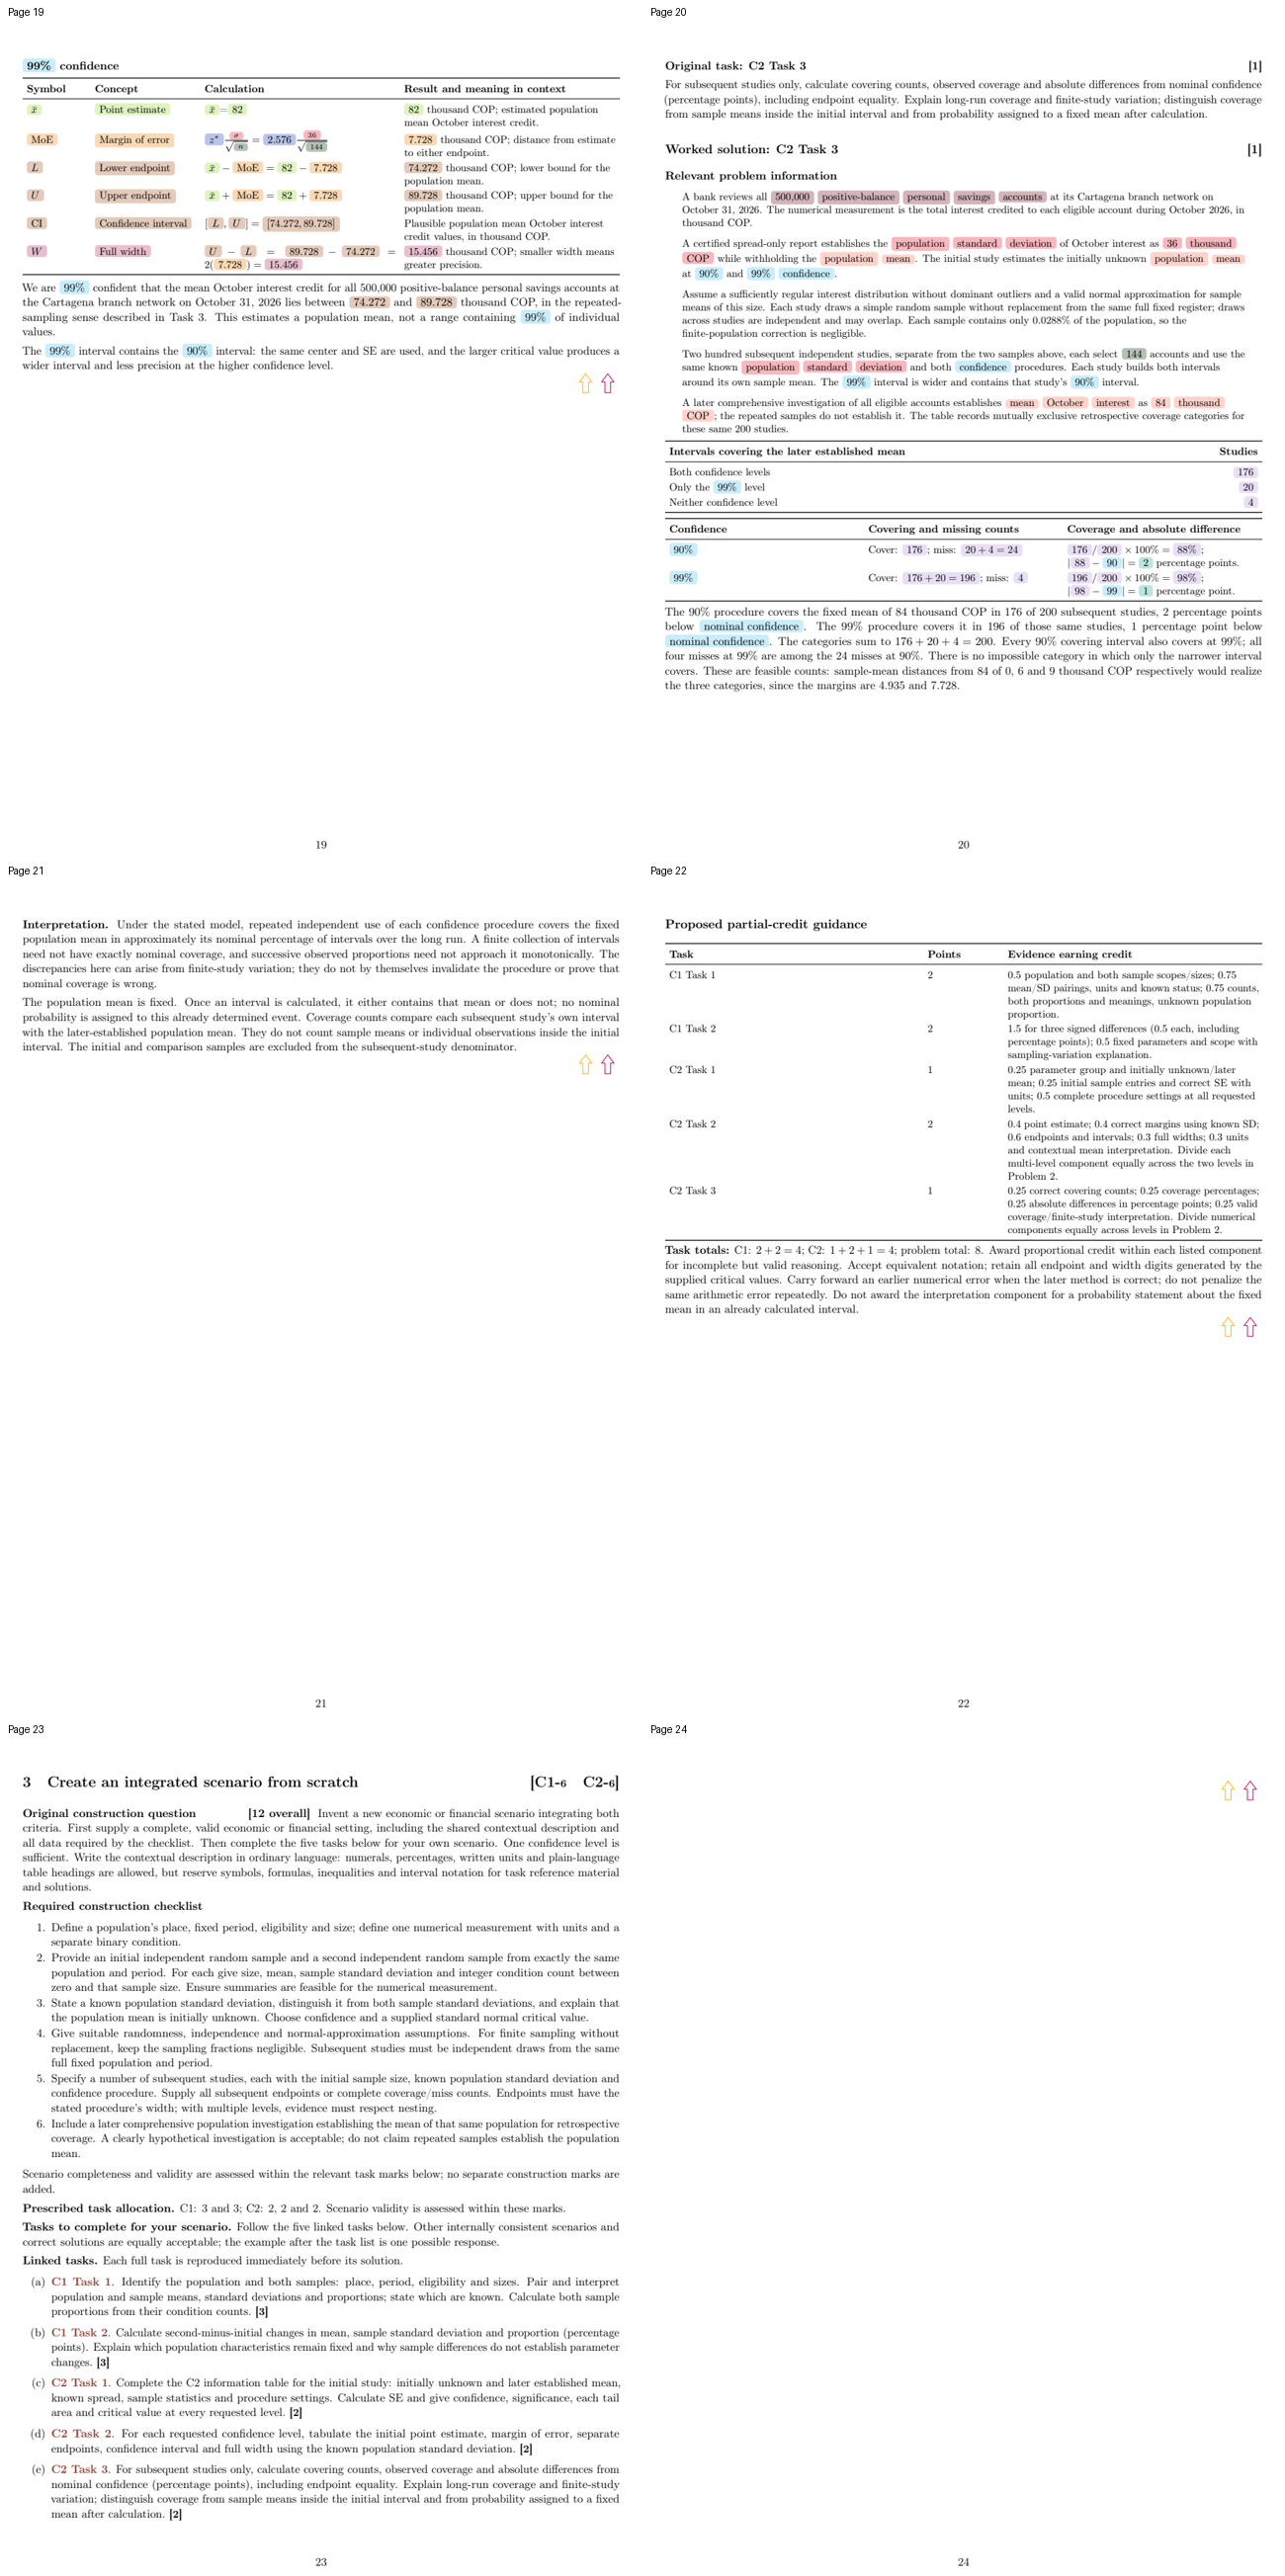 Page 19
99% confidence
Symbol Concept Calculation Result and meaning in context
x̄ Point estimate x̄ = 82 82 thousand COP; estimated population
mean October interest credit.
MoE Margin of error z* σ/√n = 2.576 36/√144 7.728 thousand COP; distance from estimate
to either endpoint.
L Lower endpoint x̄ − MoE = 82 − 7.728 74.272 thousand COP; lower bound for the
population mean.
U Upper endpoint x̄ + MoE = 82 + 7.728 89.728 thousand COP; upper bound for the
population mean.
CI Confidence interval [L, U] = [74.272, 89.728] Plausible population mean October interest
credit values, in thousand COP.
W Full width U − L = 89.728 − 74.272 = 15.456 thousand COP; smaller width means
2(7.728) = 15.456 greater precision.
We are 99% confident that the mean October interest credit for all 500,000 positive-balance personal savings accounts at
the Cartagena branch network on October 31, 2026 lies between 74.272 and 89.728 thousand COP, in the repeated-
sampling sense described in Task 3. This estimates a population mean, not a range containing 99% of individual
values.
The 99% interval contains the 90% interval: the same center and SE are used, and the larger critical value produces a
wider interval and less precision at the higher confidence level.
19
Page 20
Original task: C2 Task 3 [1]
For subsequent studies only, calculate covering counts, observed coverage and absolute differences from nominal confidence
(percentage points), including endpoint equality. Explain long-run coverage and finite-study variation; distinguish coverage
from sample means inside the initial interval and from probability assigned to a fixed mean after calculation.
Worked solution: C2 Task 3 [1]
Relevant problem information
A bank reviews all 500,000 positive-balance personal savings accounts at its Cartagena branch network on
October 31, 2026. The numerical measurement is the total interest credited to each eligible account during October 2026, in
thousand COP.
A certified spread-only report establishes the population standard deviation of October interest as 36 thousand
COP while withholding the population mean. The initial study estimates the initially unknown population mean
at 90% and 99% confidence.
Assume a sufficiently regular interest distribution without dominant outliers and a valid normal approximation for sample
means of this size. Each study draws a simple random sample without replacement from the same full fixed register; draws
across studies are independent and may overlap. Each sample contains only 0.0288% of the population, so the
finite-population correction is negligible.
Two hundred subsequent independent studies, separate from the two samples above, each select 144 accounts and use the
same known population standard deviation and both confidence procedures. Each study builds both intervals
around its own sample mean. The 99% interval is wider and contains that study's 90% interval.
A later comprehensive investigation of all eligible accounts establishes mean October interest as 84 thousand
COP; the repeated samples do not establish it. The table records mutually exclusive retrospective coverage categories for
these same 200 studies.
Intervals covering the later established mean Studies
Both confidence levels 176
Only the 99% level 20
Neither confidence level 4
Confidence Covering and missing counts Coverage and absolute difference
90% Cover: 176; miss: 20 + 4 = 24 176/200 × 100% = 88%;
|88 − 90| = 2 percentage points.
99% Cover: 176 + 20 = 196; miss: 4 196/200 × 100% = 98%;
|98 − 99| = 1 percentage point.
The 90% procedure covers the fixed mean of 84 thousand COP in 176 of 200 subsequent studies, 2 percentage points
below nominal confidence. The 99% procedure covers it in 196 of those same studies, 1 percentage point below
nominal confidence. The categories sum to 176 + 20 + 4 = 200. Every 90% covering interval also covers at 99%; all
four misses at 99% are among the 24 misses at 90%. There is no impossible category in which only the narrower interval
covers. These are feasible counts: sample-mean distances from 84 of 0, 6 and 9 thousand COP respectively would realize
the three categories, since the margins are 4.935 and 7.728.
20
Page 21
Interpretation. Under the stated model, repeated independent use of each confidence procedure covers the fixed
population mean in approximately its nominal percentage of intervals over the long run. A finite collection of intervals
need not have exactly nominal coverage, and successive observed proportions need not approach it monotonically. The
discrepancies here can arise from finite-study variation; they do not by themselves invalidate the procedure or prove that
nominal coverage is wrong.
The population mean is fixed. Once an interval is calculated, it either contains that mean or does not; no nominal
probability is assigned to this already determined event. Coverage counts compare each subsequent study's own interval
with the later-established population mean. They do not count sample means or individual observations inside the initial
interval. The initial and comparison samples are excluded from the subsequent-study denominator.
21
Page 22
Proposed partial-credit guidance
Task Points Evidence earning credit
C1 Task 1 2 0.5 population and both sample scopes/sizes; 0.75
mean/SD pairings, units and known status; 0.75 counts,
both proportions and meanings, unknown population
proportion.
C1 Task 2 2 1.5 for three signed differences (0.5 each, including
percentage points); 0.5 fixed parameters and scope with
sampling-variation explanation.
C2 Task 1 1 0.25 parameter group and initially unknown/later
mean; 0.25 initial sample entries and correct SE with
units; 0.5 complete procedure settings at all requested
levels.
C2 Task 2 2 0.4 point estimate; 0.4 correct margins using known SD;
0.6 endpoints and intervals; 0.3 full widths; 0.3 units
and contextual mean interpretation. Divide each
multi-level component equally across the two levels in
Problem 2.
C2 Task 3 1 0.25 correct covering counts; 0.25 coverage percentages;
0.25 absolute differences in percentage points; 0.25 valid
coverage/finite-study interpretation. Divide numerical
components equally across levels in Problem 2.
Task totals: C1: 2 + 2 = 4; C2: 1 + 2 + 1 = 4; problem total: 8. Award proportional credit within each listed component
for incomplete but valid reasoning. Accept equivalent notation; retain all endpoint and width digits generated by the
supplied critical values. Carry forward an earlier numerical error when the later method is correct; do not penalize the
same arithmetic error repeatedly. Do not award the interpretation component for a probability statement about the fixed
mean in an already calculated interval.
22
Page 23
3 Create an integrated scenario from scratch [C1-6 C2-6]
Original construction question [12 overall] Invent a new economic or financial scenario integrating both
criteria. First supply a complete, valid economic or financial setting, including the shared contextual description and
all data required by the checklist. Then complete the five tasks below for your own scenario. One confidence level is
sufficient. Write the contextual description in ordinary language: numerals, percentages, written units and plain-language
table headings are allowed, but reserve symbols, formulas, inequalities and interval notation for task reference material
and solutions.
Required construction checklist
1. Define a population's place, fixed period, eligibility and size; define one numerical measurement with units and a
separate binary condition.
2. Provide an initial independent random sample and a second independent random sample from exactly the same
population and period. For each give size, mean, sample standard deviation and integer condition count between
zero and that sample size. Ensure summaries are feasible for the numerical measurement.
3. State a known population standard deviation, distinguish it from both sample standard deviations, and explain that
the population mean is initially unknown. Choose confidence and a supplied standard normal critical value.
4. Give suitable randomness, independence and normal-approximation assumptions. For finite sampling without
replacement, keep the sampling fractions negligible. Subsequent studies must be independent draws from the same
full fixed population and period.
5. Specify a number of subsequent studies, each with the initial sample size, known population standard deviation and
confidence procedure. Supply all subsequent endpoints or complete coverage/miss counts. Endpoints must have the
stated procedure's width; with multiple levels, evidence must respect nesting.
6. Include a later comprehensive population investigation establishing the mean of that same population for retrospective
coverage. A clearly hypothetical investigation is acceptable; do not claim repeated samples establish the population
mean.
Scenario completeness and validity are assessed within the relevant task marks below; no separate construction marks are
added.
Prescribed task allocation. C1: 3 and 3; C2: 2, 2 and 2. Scenario validity is assessed within these marks.
Tasks to complete for your scenario. Follow the five linked tasks below. Other internally consistent scenarios and
correct solutions are equally acceptable; the example after the task list is one possible response.
Linked tasks. Each full task is reproduced immediately before its solution.
(a) C1 Task 1. Identify the population and both samples: place, period, eligibility and sizes. Pair and interpret
population and sample means, standard deviations and proportions; state which are known. Calculate both sample
proportions from their condition counts. [3]
(b) C1 Task 2. Calculate second-minus-initial changes in mean, sample standard deviation and proportion (percentage
points). Explain which population characteristics remain fixed and why sample differences do not establish parameter
changes. [3]
(c) C2 Task 1. Complete the C2 information table for the initial study: initially unknown and later established mean,
known spread, sample statistics and procedure settings. Calculate SE and give confidence, significance, each tail
area and critical value at every requested level. [2]
(d) C2 Task 2. For each requested confidence level, tabulate the initial point estimate, margin of error, separate
endpoints, confidence interval and full width using the known population standard deviation. [2]
(e) C2 Task 3. For subsequent studies only, calculate covering counts, observed coverage and absolute differences from
nominal confidence (percentage points), including endpoint equality. Explain long-run coverage and finite-study
variation; distinguish coverage from sample means inside the initial interval and from probability assigned to a fixed
mean after calculation. [2]
23
Page 24
24